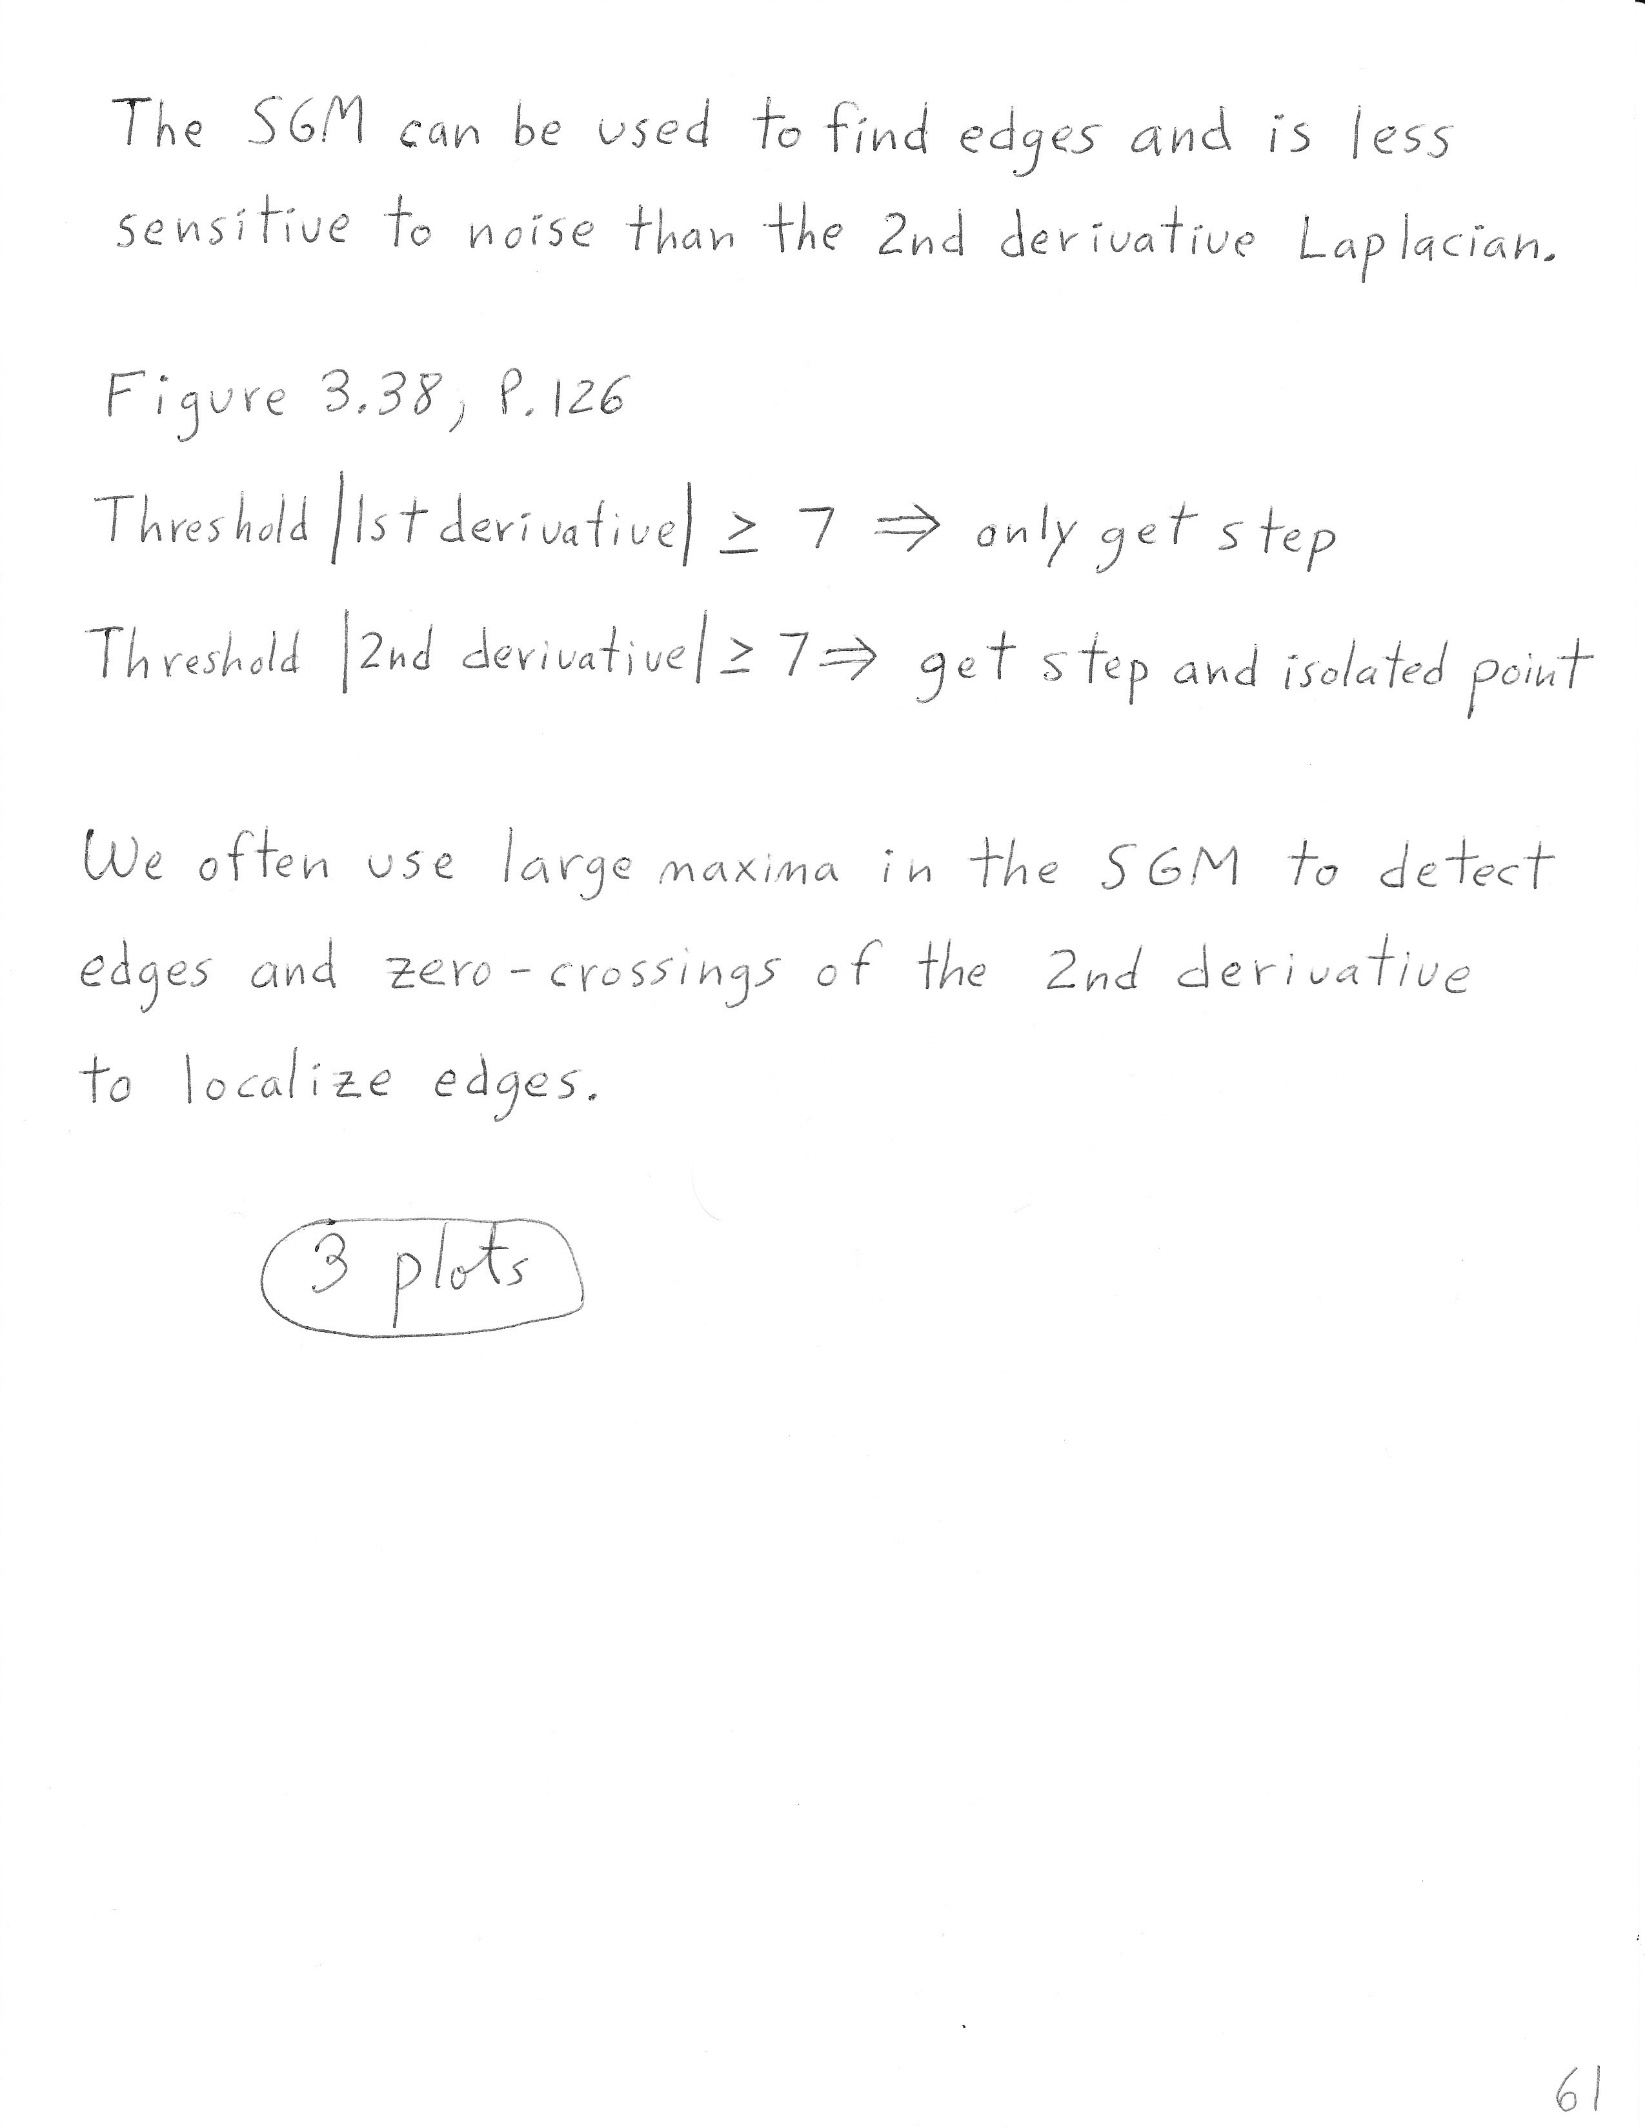 The SGM can be used to find edges and is less
sensitive to noise than the 2nd derivative Laplacian.
Figure 3.38, P. 126
Threshold |1st derivative| ≥ 7 ⇒ only get step
Threshold |2nd derivative| ≥ 7 ⇒ get step and isolated point
We often use large maxima in the SGM to detect
edges and zero-crossings of the 2nd derivative
to localize edges.
3 plots
61